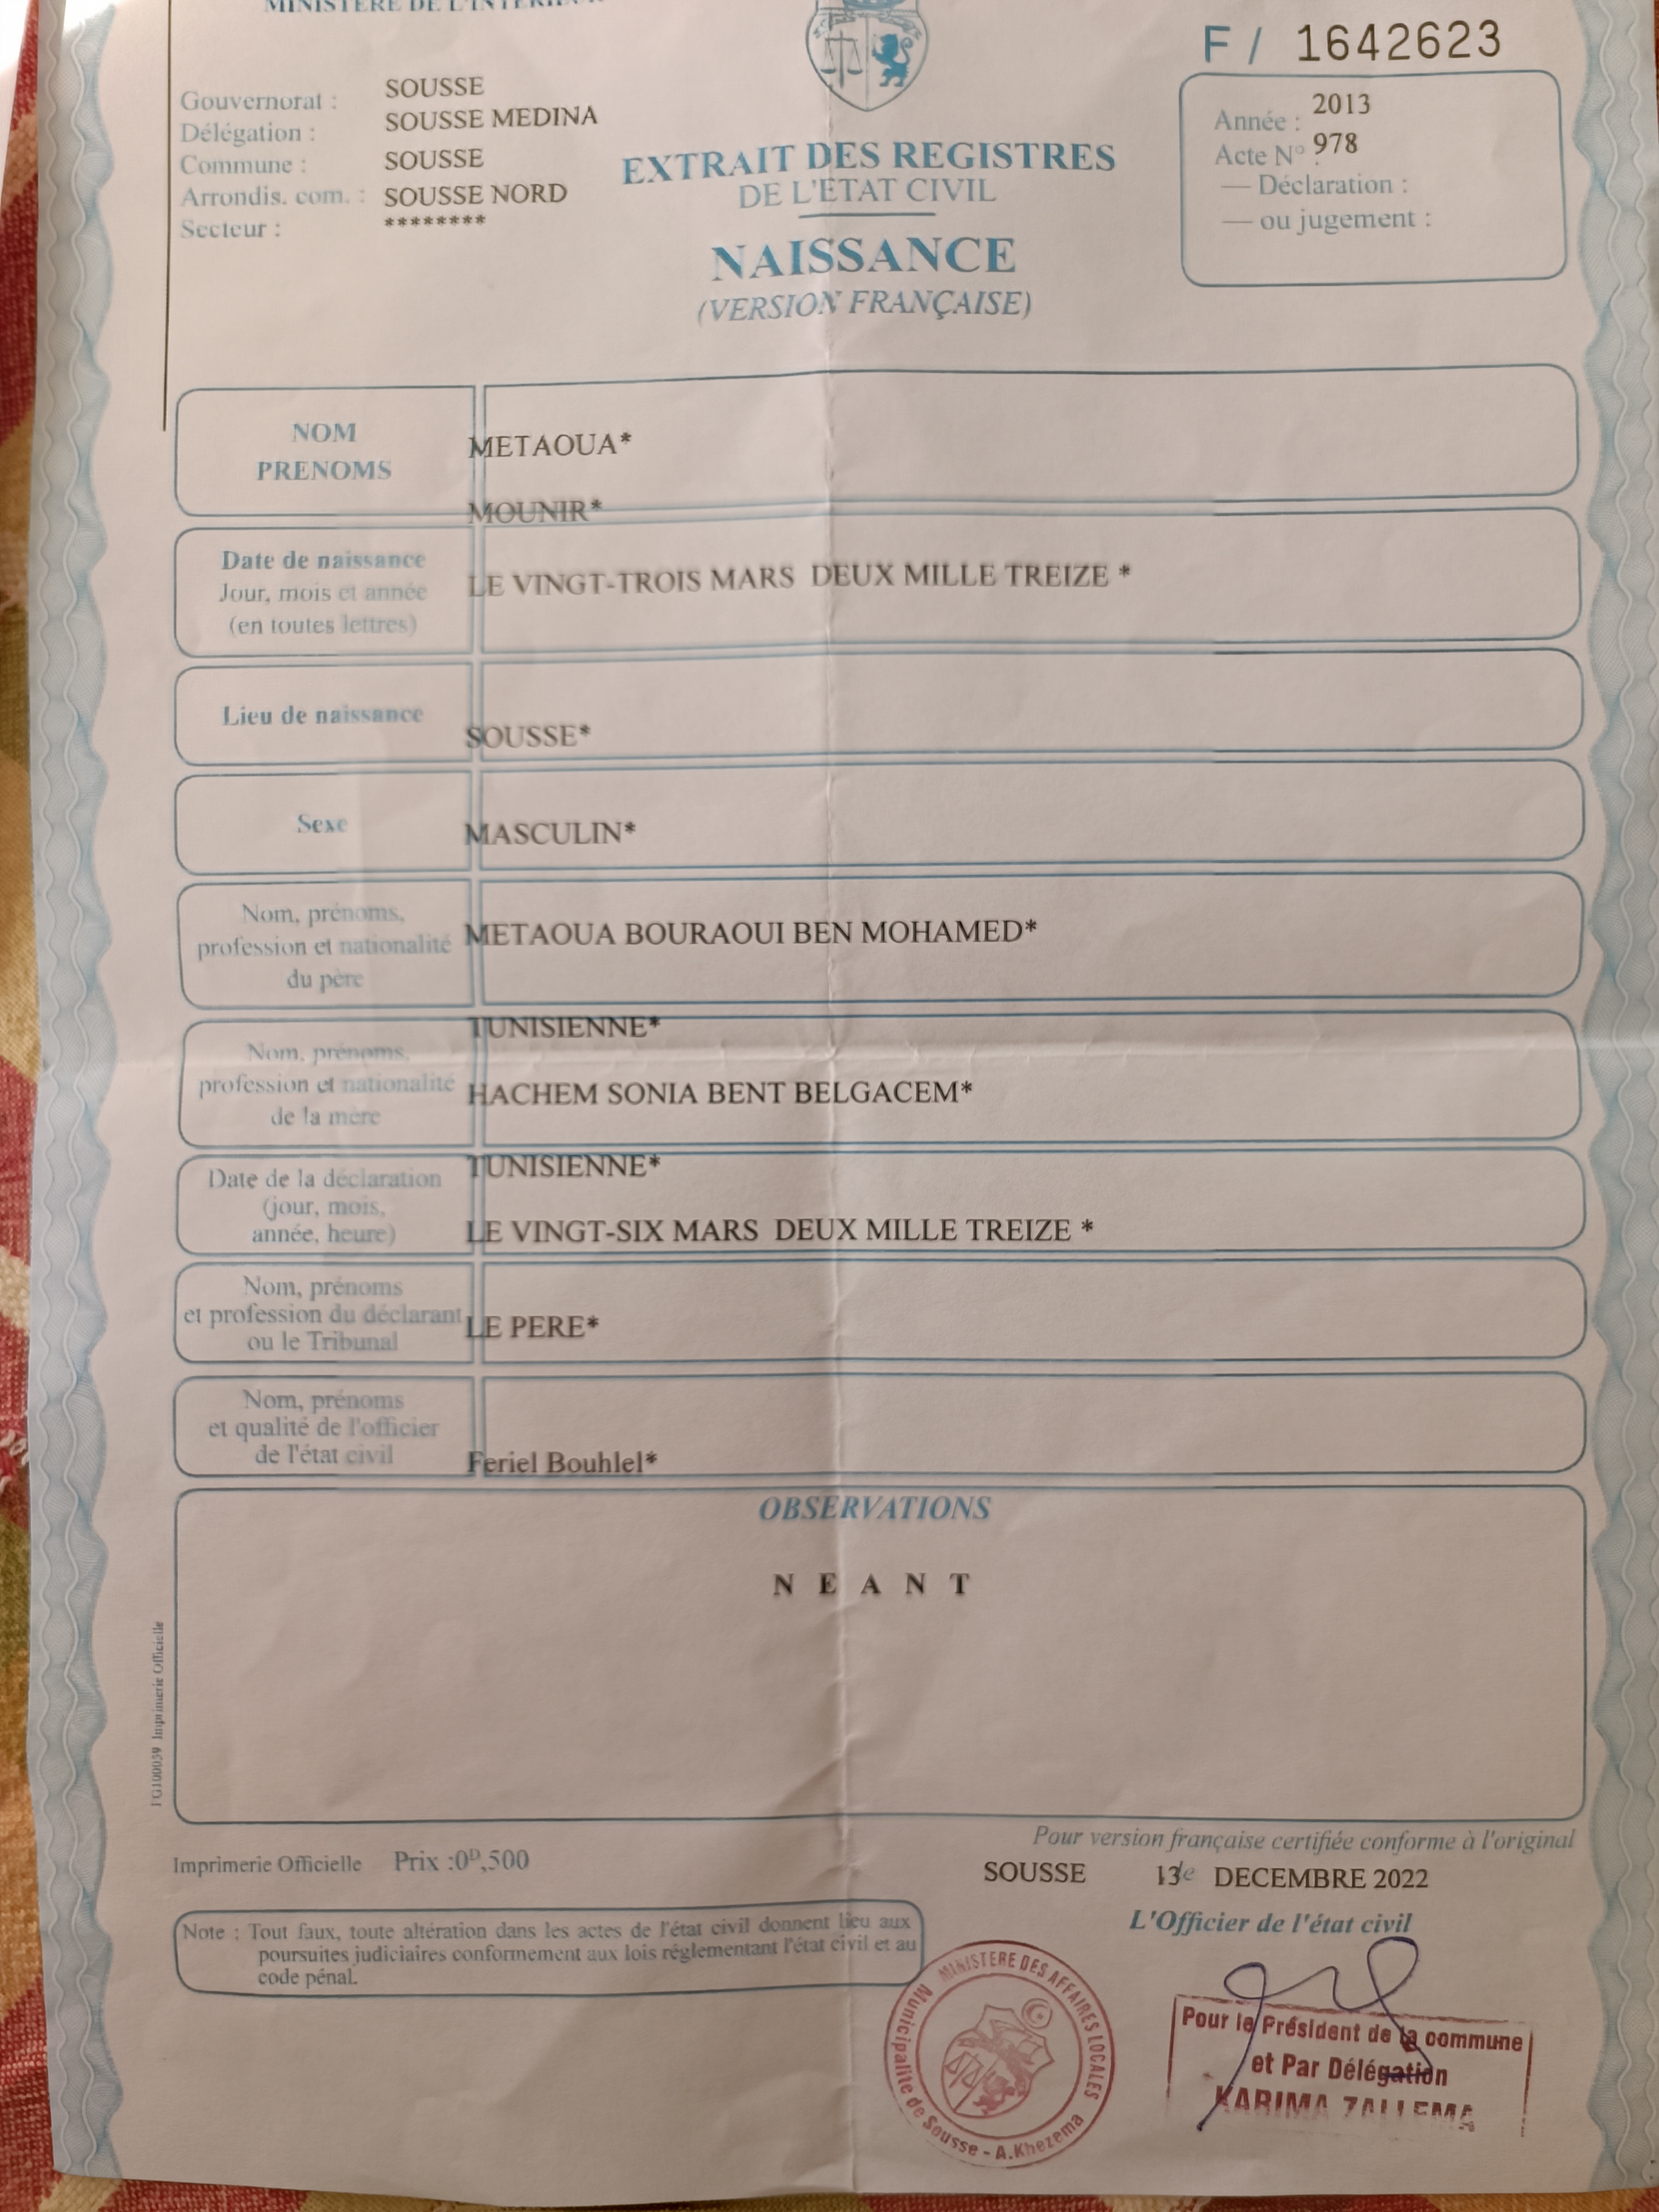 MINISTERE DE L'INTERIEUR
F / 1642623
Gouvernorat : SOUSSE
Délégation : SOUSSE MEDINA
Commune : SOUSSE
Arrondis. com. : SOUSSE NORD
Secteur : ********
EXTRAIT DES REGISTRES
DE L'ETAT CIVIL
NAISSANCE
(VERSION FRANÇAISE)
Année : 2013
Acte N° 978
— Déclaration :
— ou jugement :
NOM
PRENOMS
METAOUA*
MOUNIR*
Date de naissance
Jour, mois et année
(en toutes lettres)
LE VINGT-TROIS MARS DEUX MILLE TREIZE *
Lieu de naissance
SOUSSE*
Sexe
MASCULIN*
Nom, prénoms,
profession et nationalité
du père
METAOUA BOURAOUI BEN MOHAMED*
TUNISIENNE*
Nom, prénoms,
profession et nationalité
de la mère
HACHEM SONIA BENT BELGACEM*
TUNISIENNE*
Date de la déclaration
(jour, mois,
année, heure)
LE VINGT-SIX MARS DEUX MILLE TREIZE *
Nom, prénoms
et profession du déclarant
ou le Tribunal
LE PERE*
Nom, prénoms
et qualité de l'officier
de l'état civil
Feriel Bouhlel*
OBSERVATIONS
N E A N T
FG100059 Imprimerie Officielle
Pour version française certifiée conforme à l'original
Imprimerie Officielle Prix :0ᴰ,500
SOUSSE 13 le DECEMBRE 2022
L'Officier de l'état civil
Note : Tout faux, toute altération dans les actes de l'état civil donnent lieu aux
poursuites judiciaires conformement aux lois réglementant l'état civil et au
code pénal.
MINISTERE DES AFFAIRES LOCALES
Municipalite de Sousse - A.Khezema
Pour le Président de la commune
et Par Délégation
KARIMA ZALLEMA